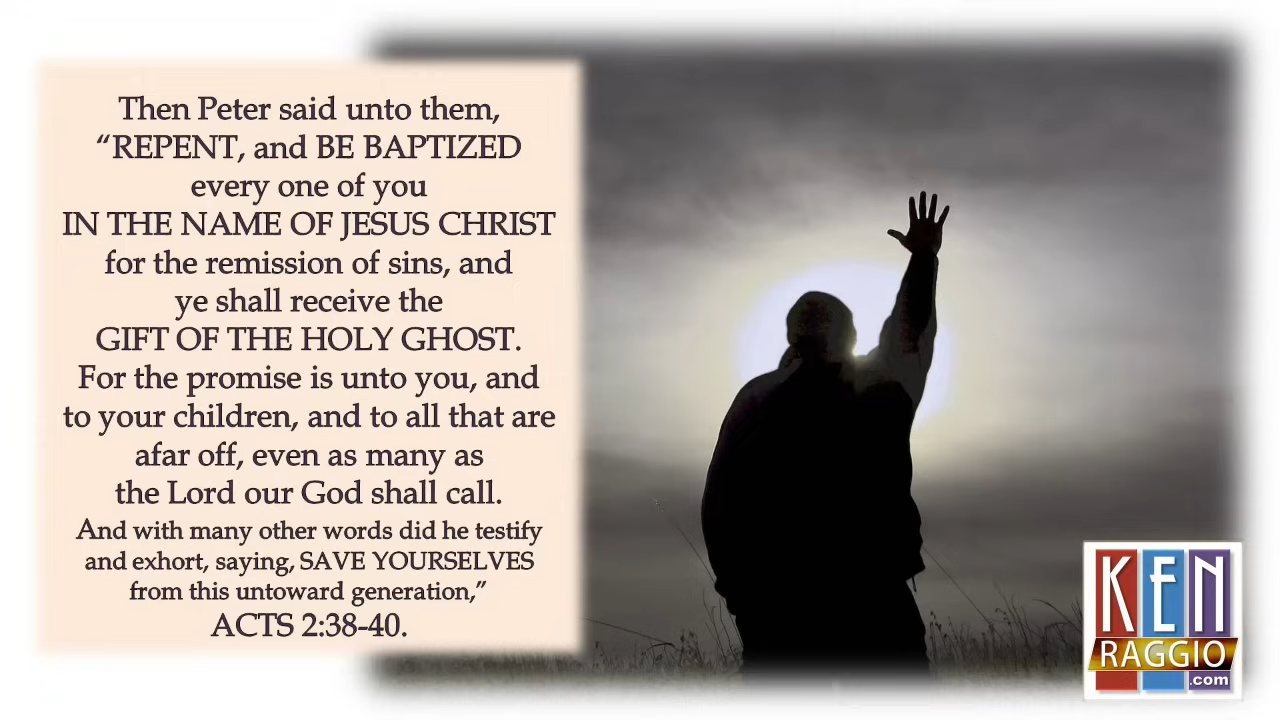 Then Peter said unto them,
“REPENT, and BE BAPTIZED
every one of you
IN THE NAME OF JESUS CHRIST
for the remission of sins, and
ye shall receive the
GIFT OF THE HOLY GHOST.
For the promise is unto you, and
to your children, and to all that are
afar off, even as many as
the Lord our God shall call.
And with many other words did he testify
and exhort, saying, SAVE YOURSELVES
from this untoward generation,”
ACTS 2:38-40.
KEN
RAGGIO
.com